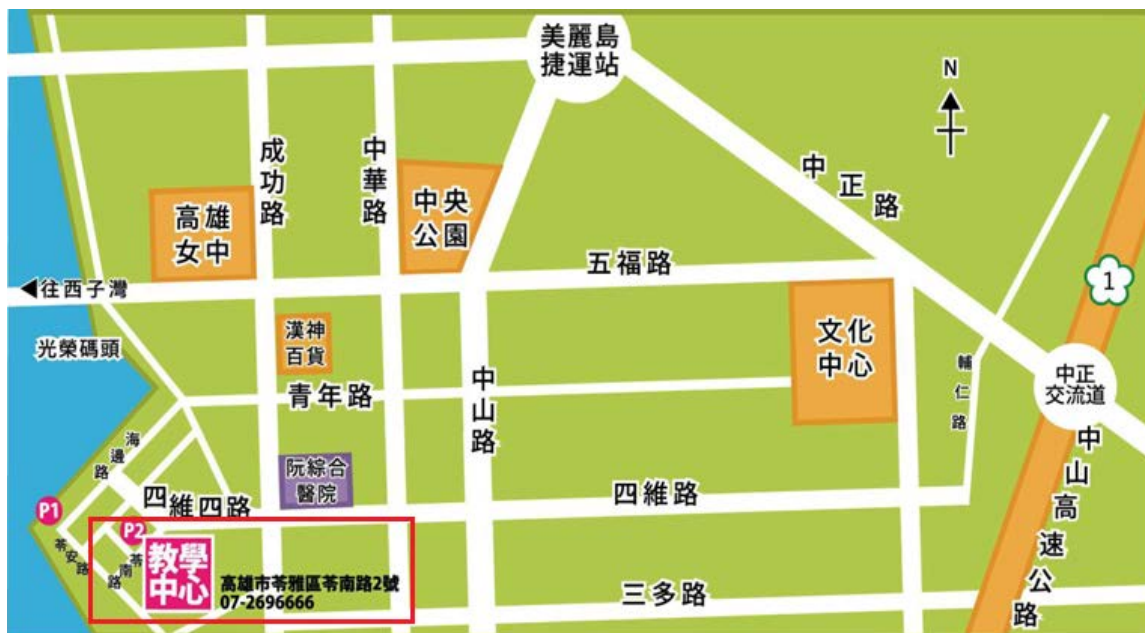 美麗島
捷運站
N
中正路
成功路
中華路
中央
公園
高雄
女中
五福路
1
◀往西子灣
漢神
百貨
文化
中心
光榮碼頭
中山路
輔仁路
中正
交流道
青年路
海邊路
中山高速公路
阮綜合
醫院
四維四路
四維路
P1
P2
苓安路
苓南路
教學
中心
高雄市苓雅區苓南路2號
07-2696666
三多路